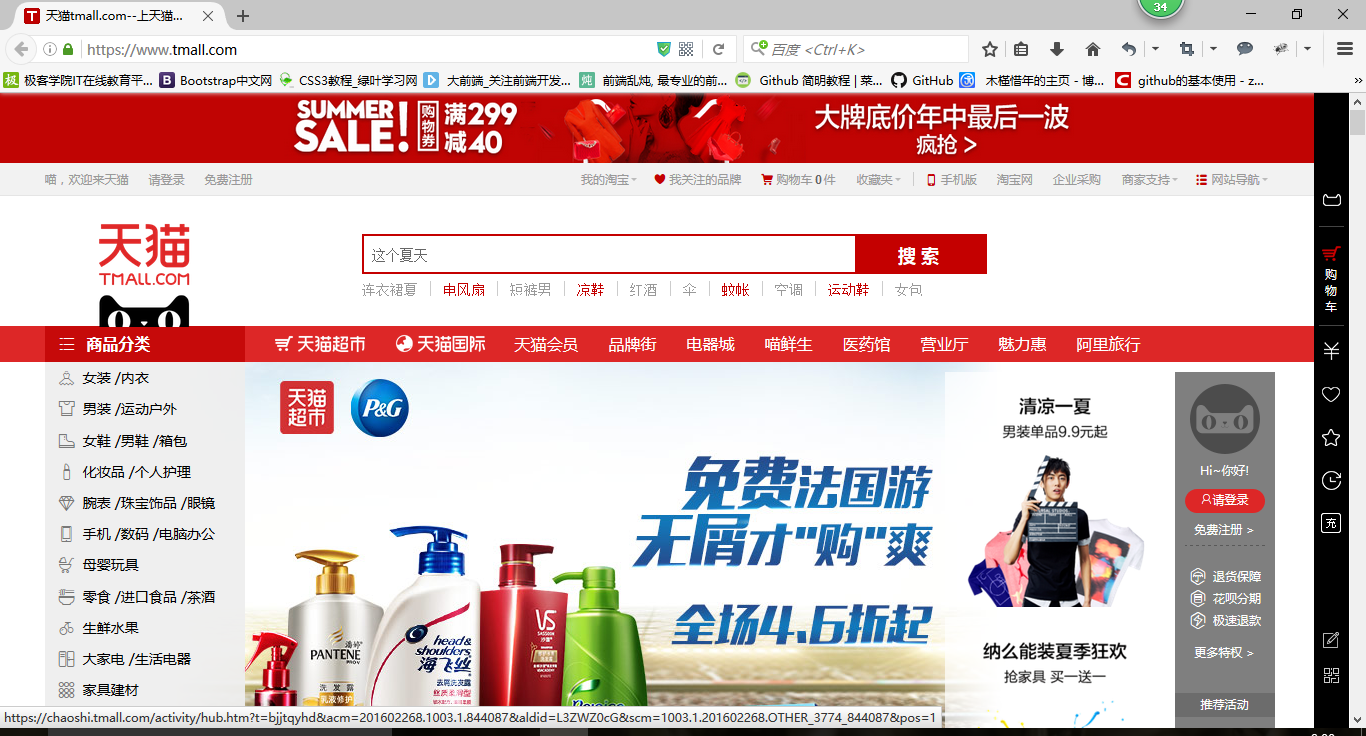 34
天猫tmall.com--上天猫...
https://www.tmall.com
百度 <Ctrl+K>
极客学院IT在线教育平...
Bootstrap中文网
CSS3教程_绿叶学习网
大前端_关注前端开发...
前端乱炖, 最专业的前...
Github 简明教程 | 菜...
GitHub
木槿惜年的主页 - 博...
github的基本使用 - z...
SUMMER SALE!
购物券
满299
减40
大牌底价年中最后一波
疯抢 >
喵，欢迎来天猫
请登录
免费注册
我的淘宝
我关注的品牌
购物车0件
收藏夹
手机版
淘宝网
企业采购
商家支持
网站导航
天猫
TMALL.COM
这个夏天
搜 索
连衣裙夏
电风扇
短裤男
凉鞋
红酒
伞
蚊帐
空调
运动鞋
女包
商品分类
天猫超市
天猫国际
天猫会员
品牌街
电器城
喵鲜生
医药馆
营业厅
魅力惠
阿里旅行
女装 /内衣
男装 /运动户外
女鞋 /男鞋 /箱包
化妆品 /个人护理
腕表 /珠宝饰品 /眼镜
手机 /数码 /电脑办公
母婴玩具
零食 /进口食品 /茶酒
生鲜水果
大家电 /生活电器
家具建材
天猫
超市
P&G
免费法国游
无屑才"购"爽
全场4.6折起
PANTENE
PRO-V
洗发露
乳液修护
head&
shoulders
海飞丝
去屑洗发露
丝质柔滑型
VS
SASSOON
沙宣
Rejoice
清凉一夏
男装单品9.9元起
纳么能装夏季狂欢
抢家具 买一送一
Hi~你好!
请登录
免费注册 >
退货保障
花呗分期
极速退款
更多特权 >
推荐活动
购
物
车
充
https://chaoshi.tmall.com/activity/hub.htm?t=bjjtqyhd&acm=201602268.1003.1.844087&aldid=L3ZWZ0cG&scm=1003.1.201602268.OTHER_3774_844087&pos=1